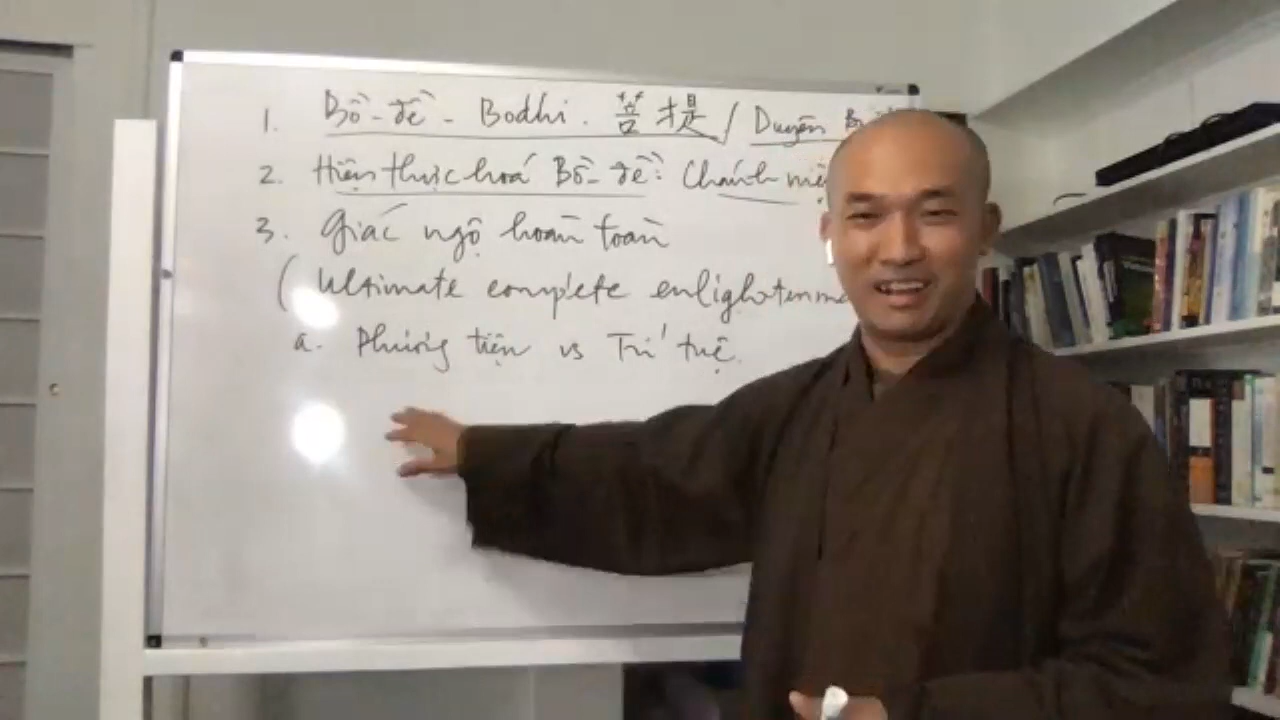 1. Bồ-đề - Bodhi. 菩提 / Duyên
2. Hiện thực hoá Bồ-đề: Chánh
3. Giác ngộ hoàn toàn
(Ultimate complete
a. Phương tiện vs Trí tuệ.